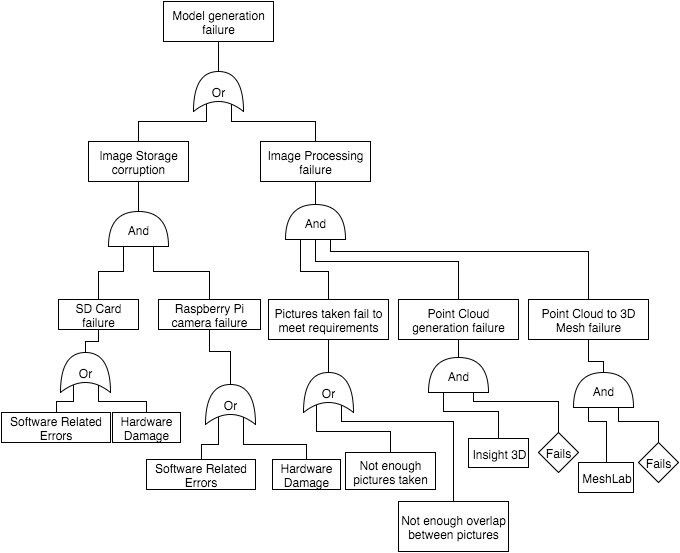 Model generation
failure
Or
Image Storage
corruption
Image Processing
failure
And
And
SD Card
failure
Raspberry Pi
camera failure
Pictures taken fail to
meet requirements
Point Cloud
generation failure
Point Cloud to 3D
Mesh failure
Or
Or
Or
And
And
Software Related
Errors
Hardware
Damage
Software Related
Errors
Hardware
Damage
Not enough
pictures taken
Not enough overlap
between pictures
Insight 3D
Fails
MeshLab
Fails